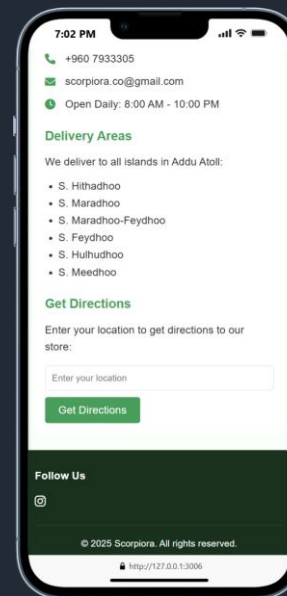 7:02 PM
+960 7933305
scorpiora.co@gmail.com
Open Daily: 8:00 AM - 10:00 PM
Delivery Areas
We deliver to all islands in Addu Atoll:
• S. Hithadhoo
• S. Maradhoo
• S. Maradhoo-Feydhoo
• S. Feydhoo
• S. Hulhudhoo
• S. Meedhoo
Get Directions
Enter your location to get directions to our
store:
Enter your location
Get Directions
Follow Us
© 2025 Scorpiora. All rights reserved.
http://127.0.0.1:3006